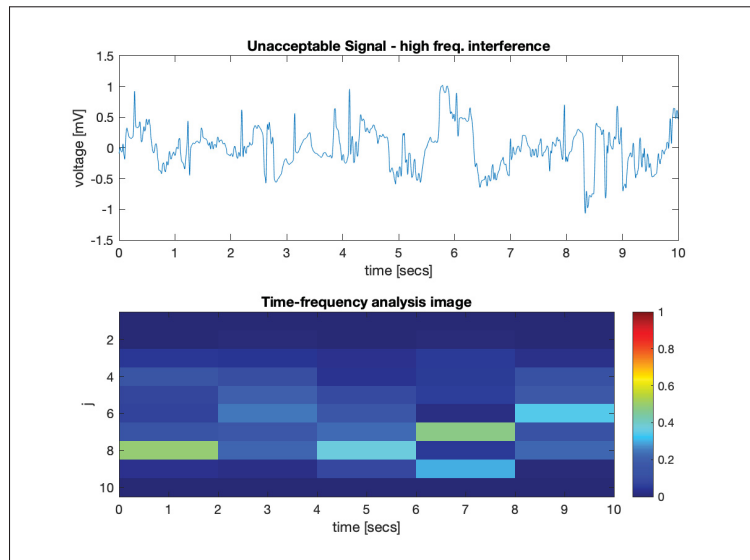 Unacceptable Signal - high freq. interference
1.5
1
0.5
0
-0.5
-1
-1.5
voltage [mV]
0 1 2 3 4 5 6 7 8 9 10
time [secs]
Time-frequency analysis image
2
4
6
8
10
j
0 1 2 3 4 5 6 7 8 9 10
time [secs]
1
0.8
0.6
0.4
0.2
0